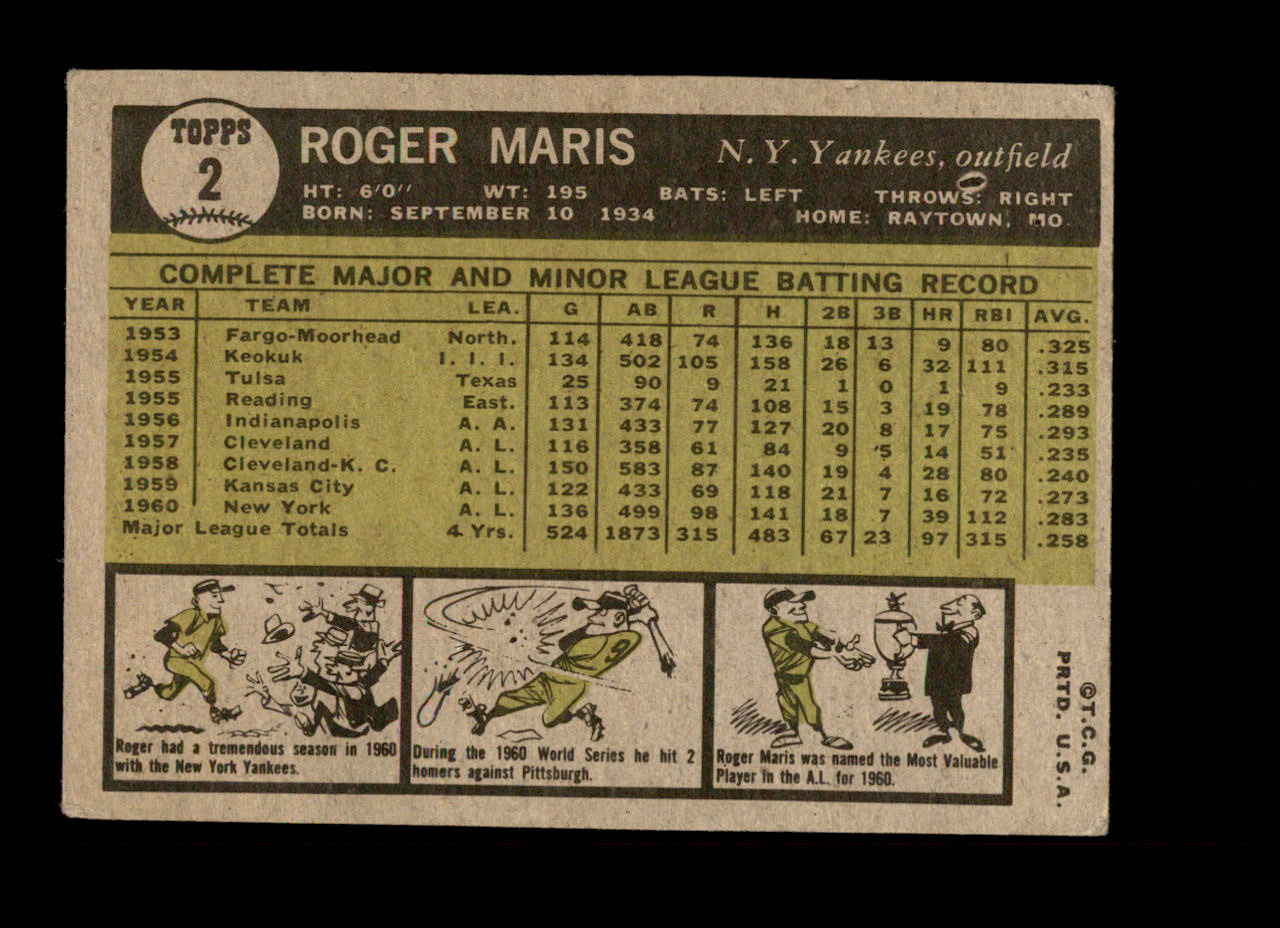 TOPPS
2
ROGER MARIS N. Y. Yankees, outfield
HT: 6'0" WT: 195 BATS: LEFT THROWS: RIGHT
BORN: SEPTEMBER 10 1934 HOME: RAYTOWN, MO.
COMPLETE MAJOR AND MINOR LEAGUE BATTING RECORD
YEAR TEAM LEA. G AB R H 2B 3B HR RBI AVG.
1953 Fargo-Moorhead North. 114 418 74 136 18 13 9 80 .325
1954 Keokuk I. I. I. 134 502 105 158 26 6 32 111 .315
1955 Tulsa Texas 25 90 9 21 1 0 1 9 .233
1955 Reading East. 113 374 74 108 15 3 19 78 .289
1956 Indianapolis A. A. 131 433 77 127 20 8 17 75 .293
1957 Cleveland A. L. 116 358 61 84 9 5 14 51 .235
1958 Cleveland-K. C. A. L. 150 583 87 140 19 4 28 80 .240
1959 Kansas City A. L. 122 433 69 118 21 7 16 72 .273
1960 New York A. L. 136 499 98 141 18 7 39 112 .283
Major League Totals 4 Yrs. 524 1873 315 483 67 23 97 315 .258
9
Roger had a tremendous season in 1960
with the New York Yankees.
During the 1960 World Series he hit 2
homers against Pittsburgh.
Roger Maris was named the Most Valuable
Player in the A.L. for 1960.
©T.C.G.
PRTD. U.S.A.